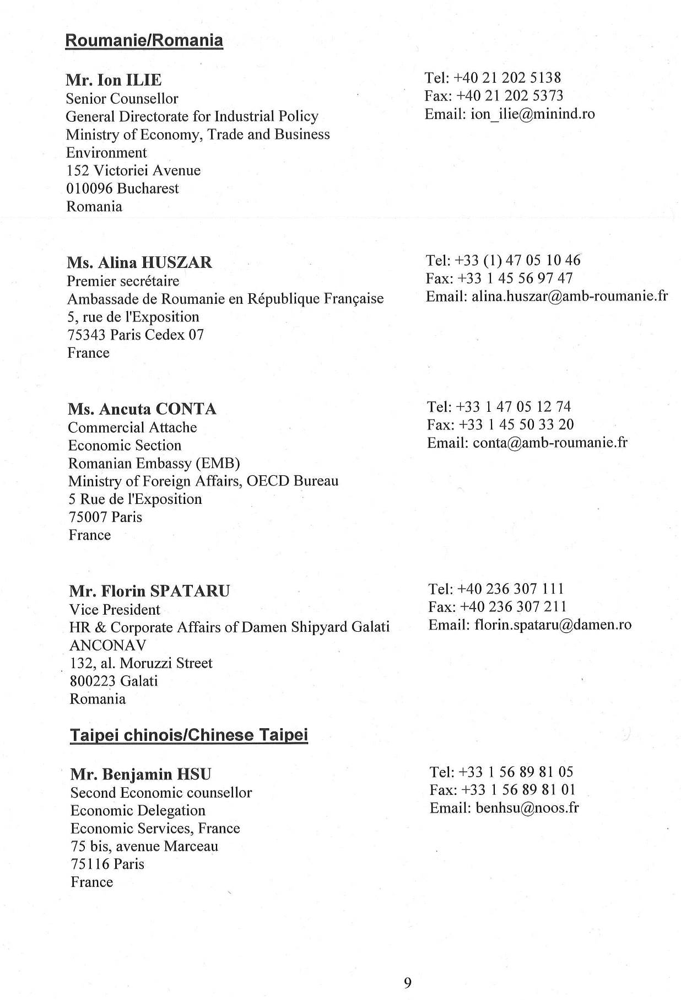 Roumanie/Romania
Mr. Ion ILIE
Senior Counsellor
General Directorate for Industrial Policy
Ministry of Economy, Trade and Business
Environment
152 Victoriei Avenue
010096 Bucharest
Romania
Tel: +40 21 202 5138
Fax: +40 21 202 5373
Email: ion_ilie@minind.ro
Ms. Alina HUSZAR
Premier secrétaire
Ambassade de Roumanie en République Française
5, rue de l'Exposition
75343 Paris Cedex 07
France
Tel: +33 (1) 47 05 10 46
Fax: +33 1 45 56 97 47
Email: alina.huszar@amb-roumanie.fr
Ms. Ancuta CONTA
Commercial Attache
Economic Section
Romanian Embassy (EMB)
Ministry of Foreign Affairs, OECD Bureau
5 Rue de l'Exposition
75007 Paris
France
Tel: +33 1 47 05 12 74
Fax: +33 1 45 50 33 20
Email: conta@amb-roumanie.fr
Mr. Florin SPATARU
Vice President
HR & Corporate Affairs of Damen Shipyard Galati
ANCONAV
132, al. Moruzzi Street
800223 Galati
Romania
Tel: +40 236 307 111
Fax: +40 236 307 211
Email: florin.spataru@damen.ro
Taipei chinois/Chinese Taipei
Mr. Benjamin HSU
Second Economic counsellor
Economic Delegation
Economic Services, France
75 bis, avenue Marceau
75116 Paris
France
Tel: +33 1 56 89 81 05
Fax: +33 1 56 89 81 01
Email: benhsu@noos.fr
9